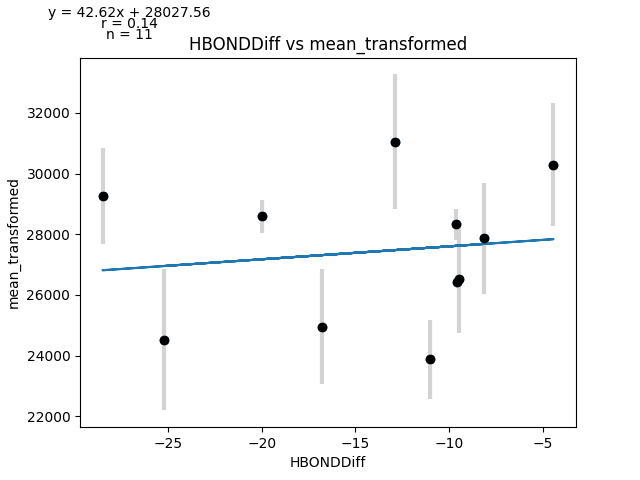 y = 42.62x + 28027.56
r = 0.14
n = 11
HBONDDiff vs mean_transformed
32000
30000
28000
26000
24000
22000
mean_transformed
−25
−20
−15
−10
−5
HBONDDiff